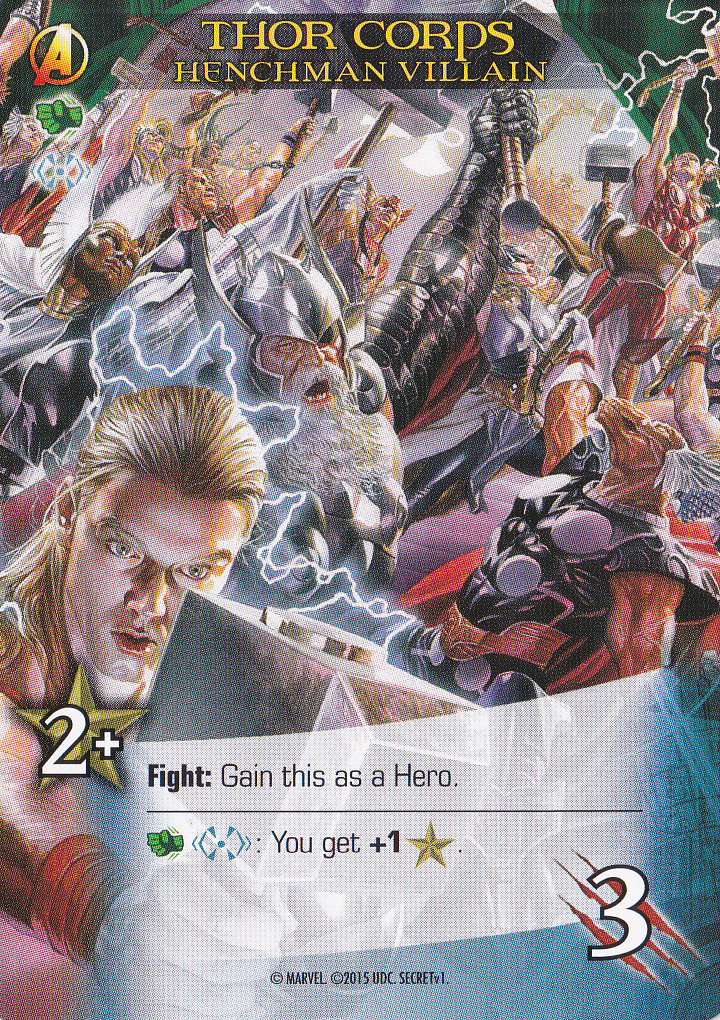 THOR CORPS
HENCHMAN VILLAIN
2+
Fight: Gain this as a Hero.
: You get +1 .
3
© MARVEL. ©2015 UDC. SECRETv1.